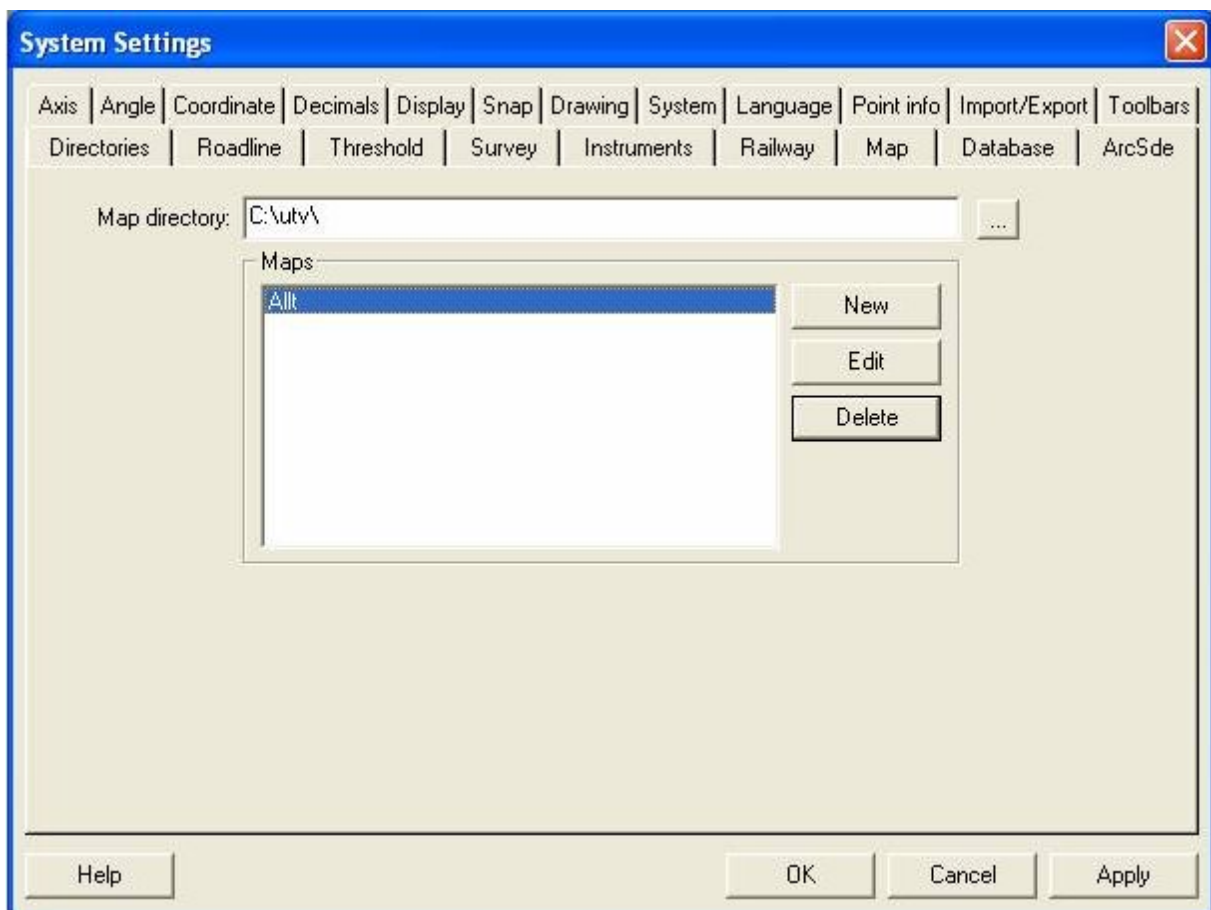 System Settings
Axis Angle Coordinate Decimals Display Snap Drawing System Language Point info Import/Export Toolbars
Directories Roadline Threshold Survey Instruments Railway Map Database ArcSde
Map directory: C:\utv\ ...
Maps
Allt
New
Edit
Delete
Help OK Cancel Apply